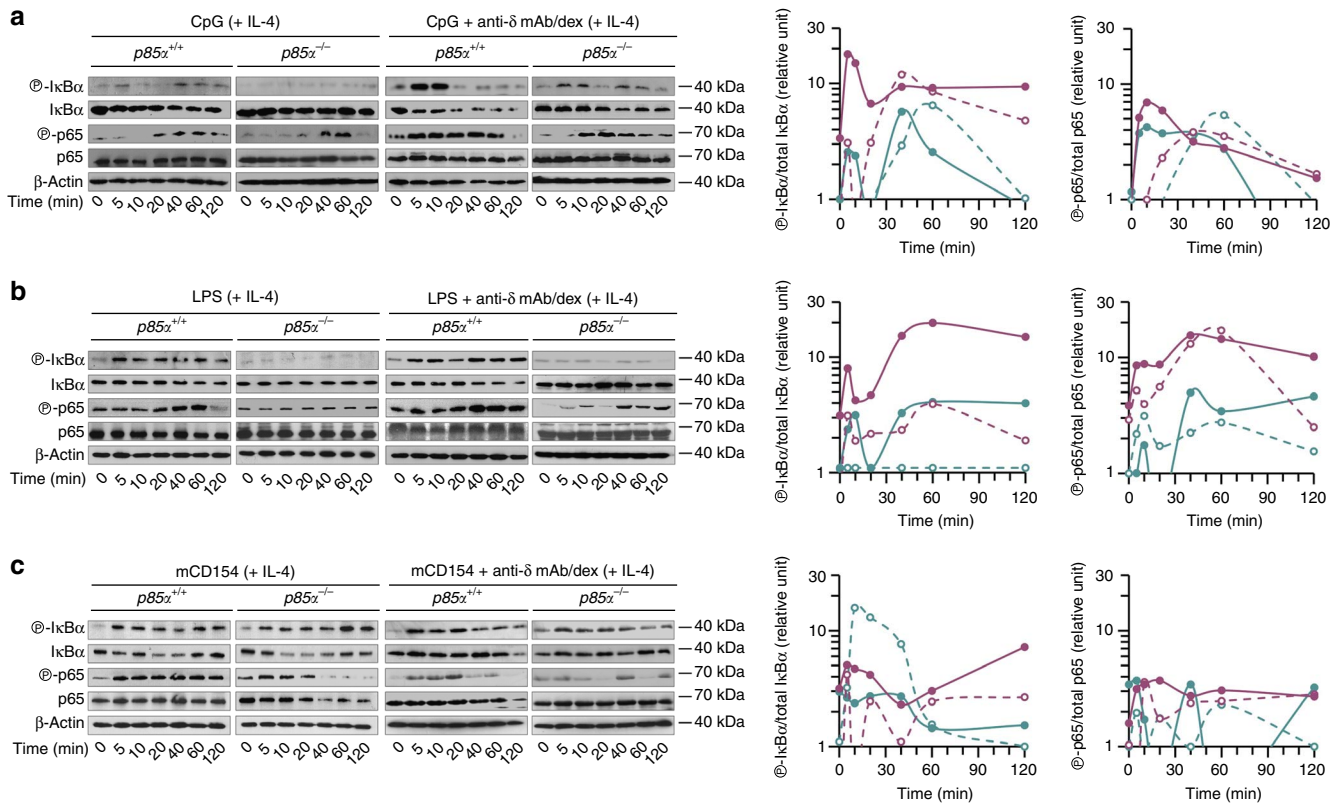 a
CpG (+ IL-4)
CpG + anti-δ mAb/dex (+ IL-4)
p85α+/+
p85α−/−
p85α+/+
p85α−/−
Ⓟ-IκBα
40 kDa
IκBα
40 kDa
Ⓟ-p65
70 kDa
p65
70 kDa
β-Actin
40 kDa
Time (min)
0 5 10 20 40 60 120
0 5 10 20 40 60 120
0 5 10 20 40 60 120
0 5 10 20 40 60 120
Ⓟ-IκBα/total IκBα (relative unit)
30
10
1
0 30 60 90 120
Time (min)
Ⓟ-p65/total p65 (relative unit)
30
10
1
0 30 60 90 120
Time (min)
b
LPS (+ IL-4)
LPS + anti-δ mAb/dex (+ IL-4)
p85α+/+
p85α−/−
p85α+/+
p85α−/−
Ⓟ-IκBα
40 kDa
IκBα
40 kDa
Ⓟ-p65
70 kDa
p65
70 kDa
β-Actin
40 kDa
Time (min)
0 5 10 20 40 60 120
0 5 10 20 40 60 120
0 5 10 20 40 60 120
0 5 10 20 40 60 120
Ⓟ-IκBα/total IκBα (relative unit)
30
10
1
0 30 60 90 120
Time (min)
Ⓟ-p65/total p65 (relative unit)
30
10
1
0 30 60 90 120
Time (min)
c
mCD154 (+ IL-4)
mCD154 + anti-δ mAb/dex (+ IL-4)
p85α+/+
p85α−/−
p85α+/+
p85α−/−
Ⓟ-IκBα
40 kDa
IκBα
40 kDa
Ⓟ-p65
70 kDa
p65
70 kDa
β-Actin
40 kDa
Time (min)
0 5 10 20 40 60 120
0 5 10 20 40 60 120
0 5 10 20 40 60 120
0 5 10 20 40 60 120
Ⓟ-IκBα/total IκBα (relative unit)
30
10
1
0 30 60 90 120
Time (min)
Ⓟ-p65/total p65 (relative unit)
30
10
1
0 30 60 90 120
Time (min)